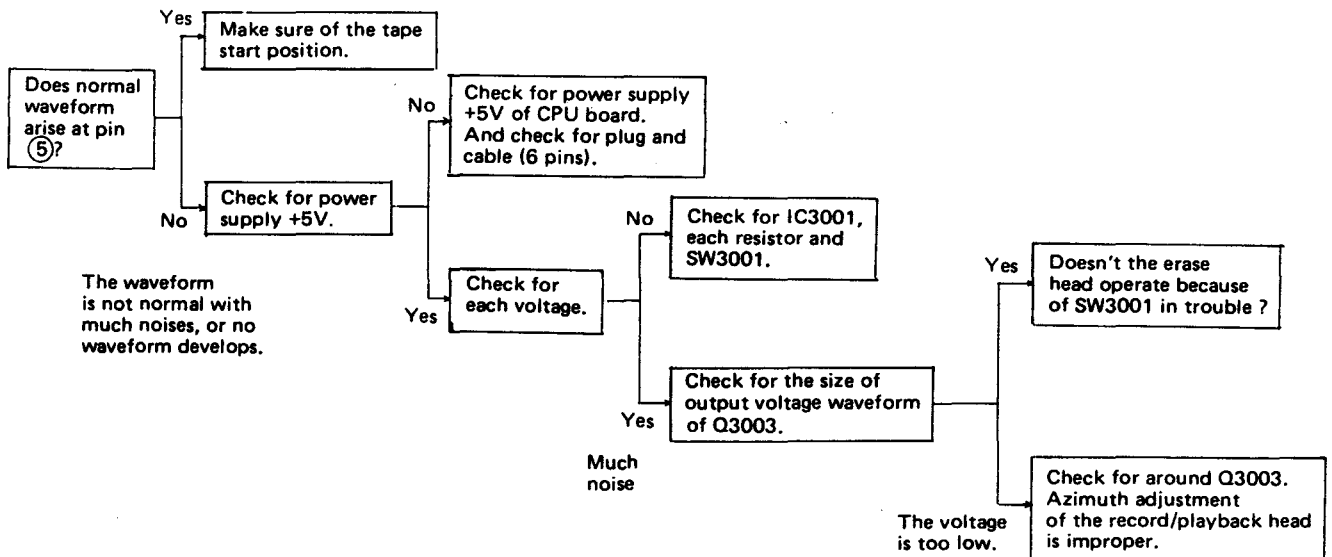 Does normal
waveform
arise at pin
⑤?
Yes
Make sure of the tape
start position.
No
Check for power
supply +5V.
The waveform
is not normal with
much noises, or no
waveform develops.
No
Check for power supply
+5V of CPU board.
And check for plug and
cable (6 pins).
Yes
Check for
each voltage.
No
Check for IC3001,
each resistor and
SW3001.
Yes
Much
noise
Check for the size of
output voltage waveform
of Q3003.
Yes
Doesn't the erase
head operate because
of SW3001 in trouble ?
The voltage
is too low.
Check for around Q3003.
Azimuth adjustment
of the record/playback head
is improper.